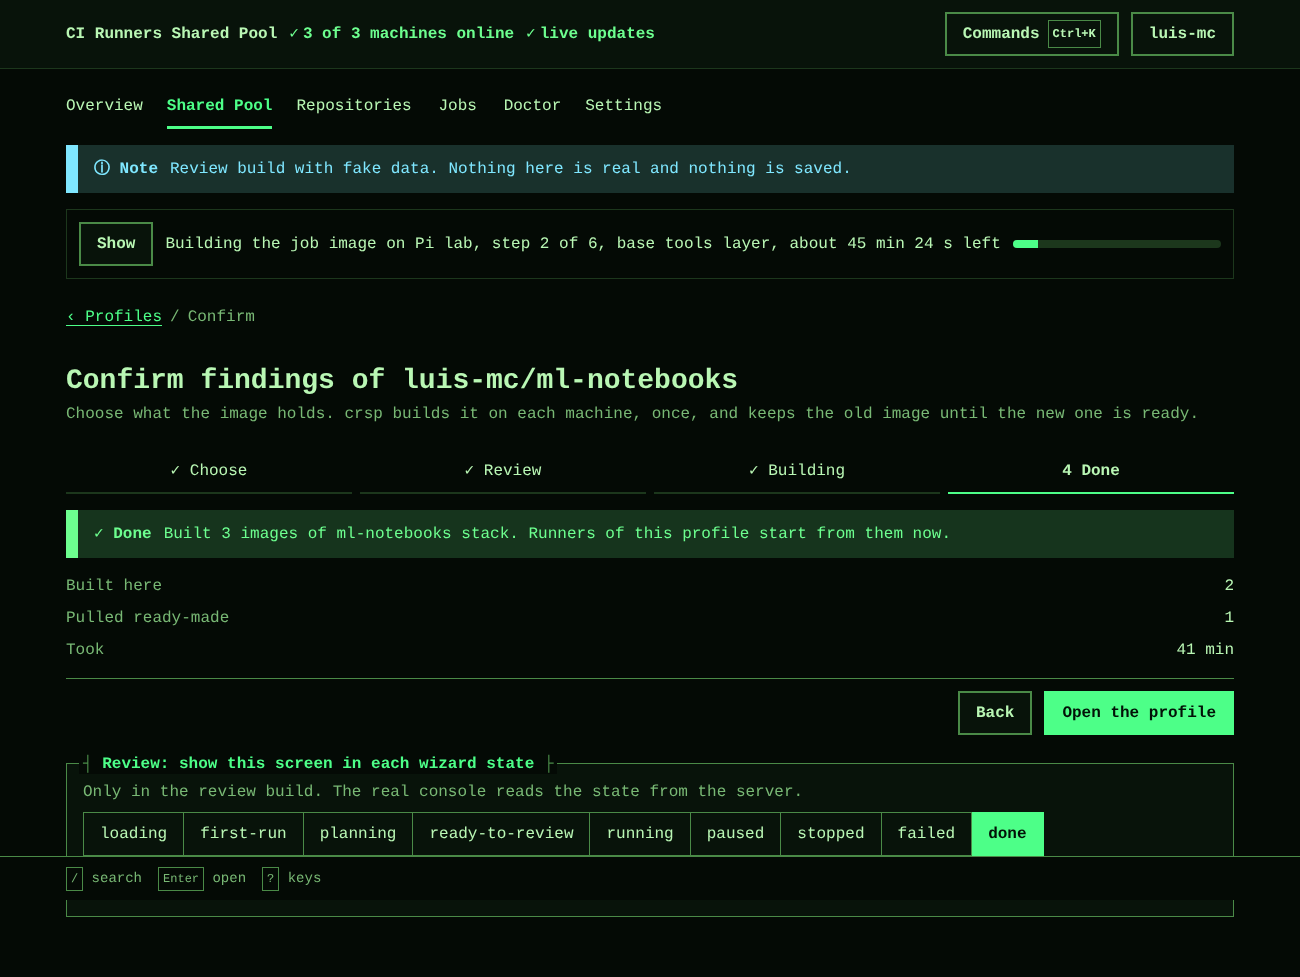 CI Runners Shared Pool ✓ 3 of 3 machines online ✓ live updates
Commands Ctrl+K
luis-mc
Overview Shared Pool Repositories Jobs Doctor Settings
ⓘ Note Review build with fake data. Nothing here is real and nothing is saved.
Show Building the job image on Pi lab, step 2 of 6, base tools layer, about 45 min 24 s left
‹ Profiles / Confirm
Confirm findings of luis-mc/ml-notebooks
Choose what the image holds. crsp builds it on each machine, once, and keeps the old image until the new one is ready.
✓ Choose ✓ Review ✓ Building 4 Done
✓ Done Built 3 images of ml-notebooks stack. Runners of this profile start from them now.
Built here 2
Pulled ready-made 1
Took 41 min
Back Open the profile
┤ Review: show this screen in each wizard state ├
Only in the review build. The real console reads the state from the server.
loading first-run planning ready-to-review running paused stopped failed done
/ search Enter open ? keys